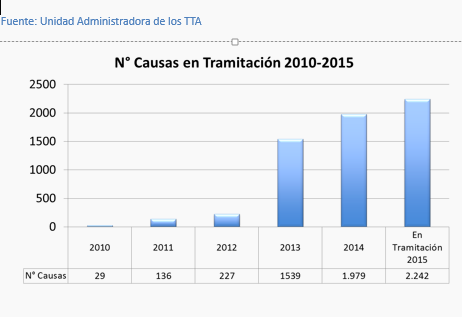 Fuente: Unidad Administradora de los TTA
N° Causas en Tramitación 2010-2015
2500
2000
1500
1000
500
0
2010 2011 2012 2013 2014 En Tramitación 2015
N° Causas 29 136 227 1539 1.979 2.242